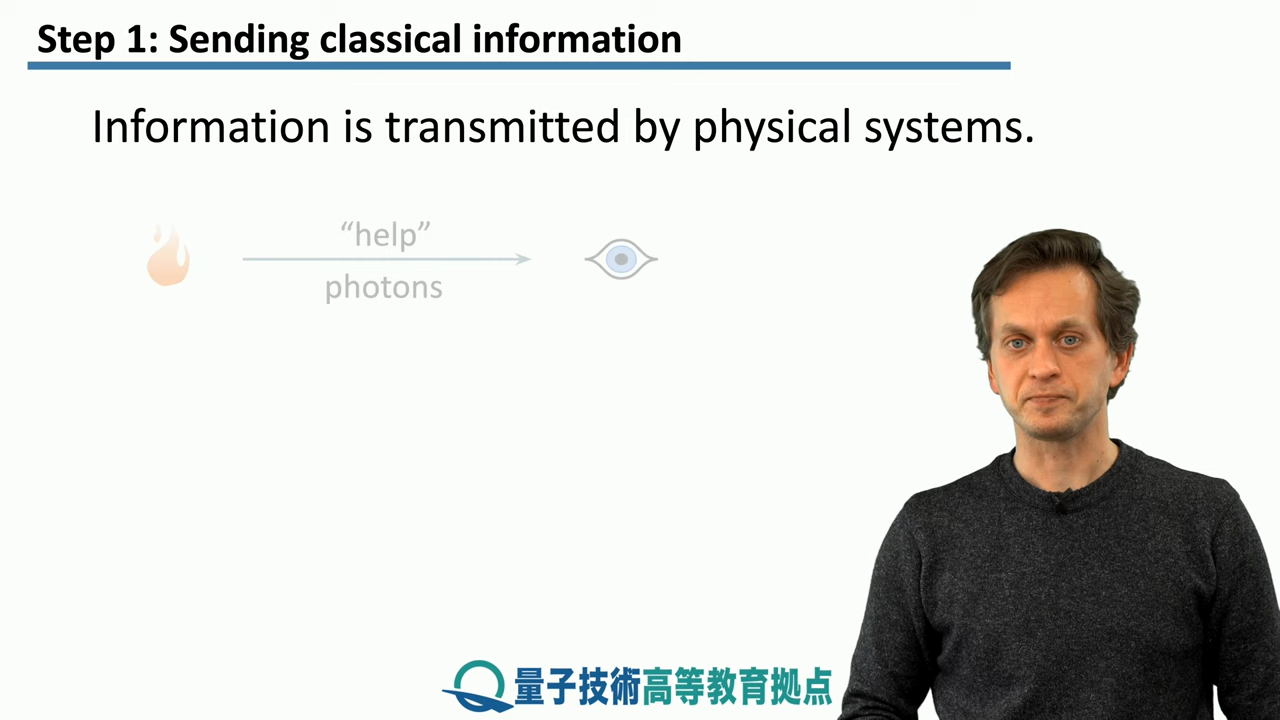 Step 1: Sending classical information
Information is transmitted by physical systems.
“help”
photons
量子技術高等教育拠点